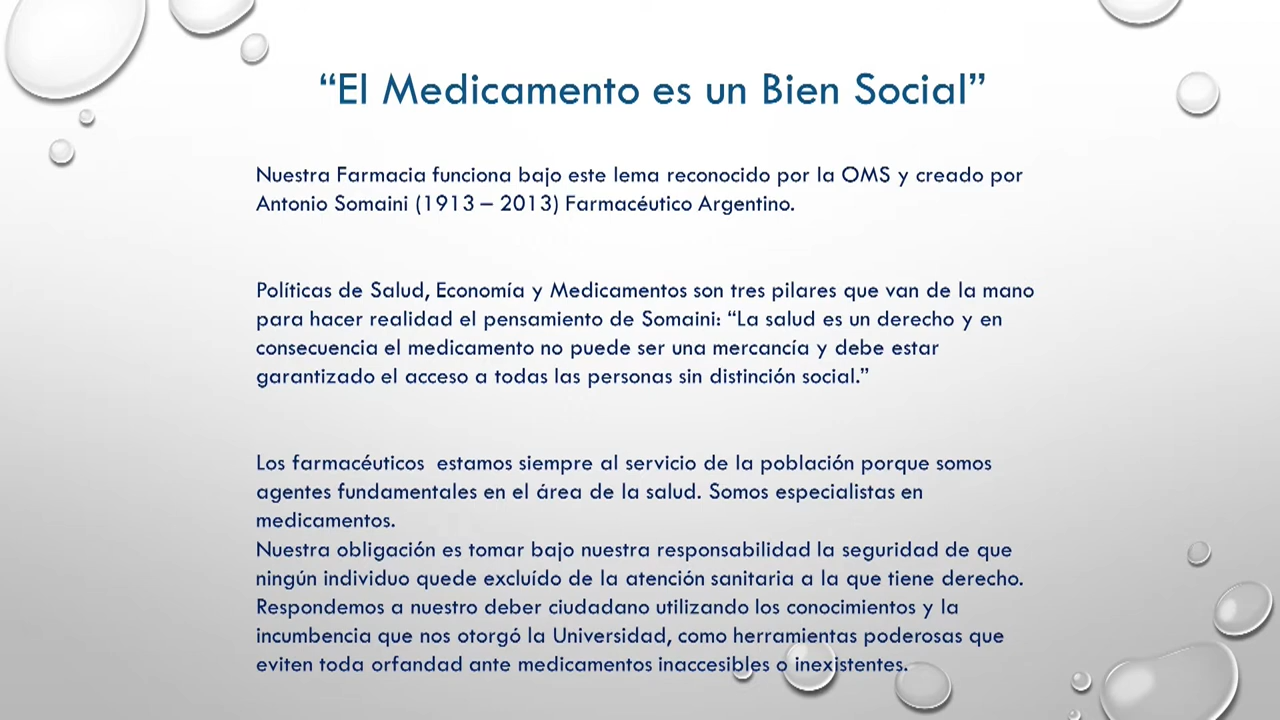 “El Medicamento es un Bien Social”
Nuestra Farmacia funciona bajo este lema reconocido por la OMS y creado por
Antonio Somaini (1913 – 2013) Farmacéutico Argentino.
Políticas de Salud, Economía y Medicamentos son tres pilares que van de la mano
para hacer realidad el pensamiento de Somaini: “La salud es un derecho y en
consecuencia el medicamento no puede ser una mercancía y debe estar
garantizado el acceso a todas las personas sin distinción social.”
Los farmacéuticos  estamos siempre al servicio de la población porque somos
agentes fundamentales en el área de la salud. Somos especialistas en
medicamentos.
Nuestra obligación es tomar bajo nuestra responsabilidad la seguridad de que
ningún individuo quede excluído de la atención sanitaria a la que tiene derecho.
Respondemos a nuestro deber ciudadano utilizando los conocimientos y la
incumbencia que nos otorgó la Universidad, como herramientas poderosas que
eviten toda orfandad ante medicamentos inaccesibles o inexistentes.